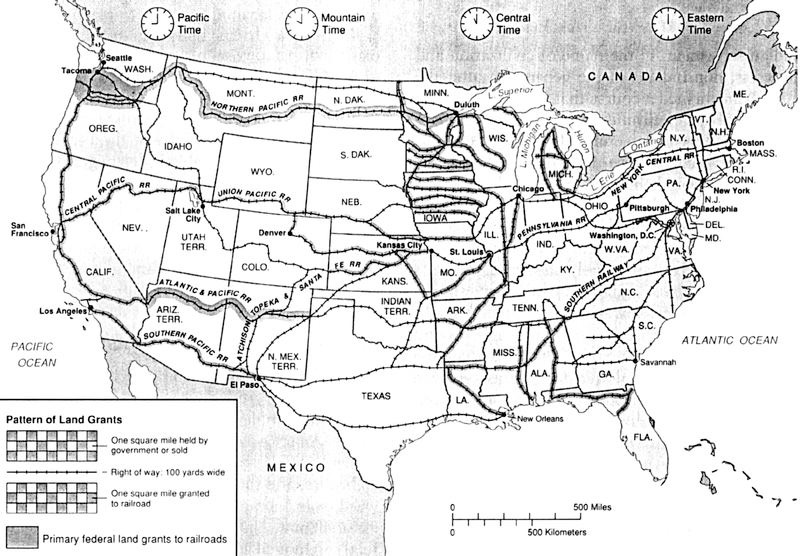 Pacific
Time
Mountain
Time
Central
Time
Eastern
Time
CANADA
Seattle
Tacoma
WASH.
MONT.
NORTHERN PACIFIC RR
N. DAK.
MINN.
Duluth
L. Superior
WIS.
L. Michigan
L. Huron
MICH.
L. Ontario
L. Erie
ME.
VT.
N.H.
N.Y.
Boston
MASS.
R.I.
CONN.
NEW YORK CENTRAL RR
New York
OREG.
IDAHO
WYO.
S. DAK.
NEB.
IOWA
Chicago
ILL.
IND.
OHIO
PENNSYLVANIA RR
PA.
Pittsburgh
N.J.
Philadelphia
DEL.
MD.
Washington, D.C.
W.VA.
VA.
CENTRAL PACIFIC RR
UNION PACIFIC RR
San
Francisco
NEV.
Salt Lake
City
UTAH
TERR.
Denver
COLO.
Kansas City
St. Louis
MO.
KANS.
KY.
SOUTHERN RAILWAY
N.C.
S.C.
CALIF.
ATLANTIC & PACIFIC RR
ATCHISON TOPEKA & SANTA FE RR
Los Angeles
ARIZ.
TERR.
SOUTHERN PACIFIC RR
N. MEX.
TERR.
INDIAN
TERR.
ARK.
TENN.
MISS.
ALA.
GA.
Savannah
ATLANTIC OCEAN
PACIFIC
OCEAN
El Paso
TEXAS
LA.
New Orleans
FLA.
MEXICO
Pattern of Land Grants
One square mile held by
government or sold
Right of way: 100 yards wide
One square mile granted
to railroad
Primary federal land grants to railroads
0
500 Miles
0
500 Kilometers